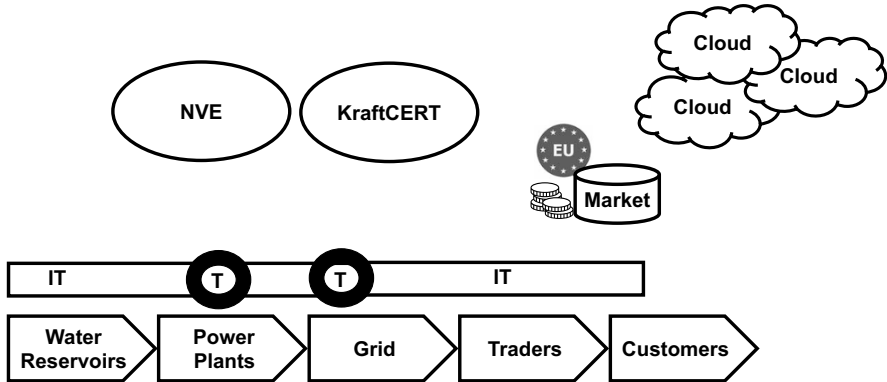 Cloud
Cloud
Cloud
NVE
KraftCERT
EU
Market
IT
T
T
IT
Water
Reservoirs
Power
Plants
Grid
Traders
Customers